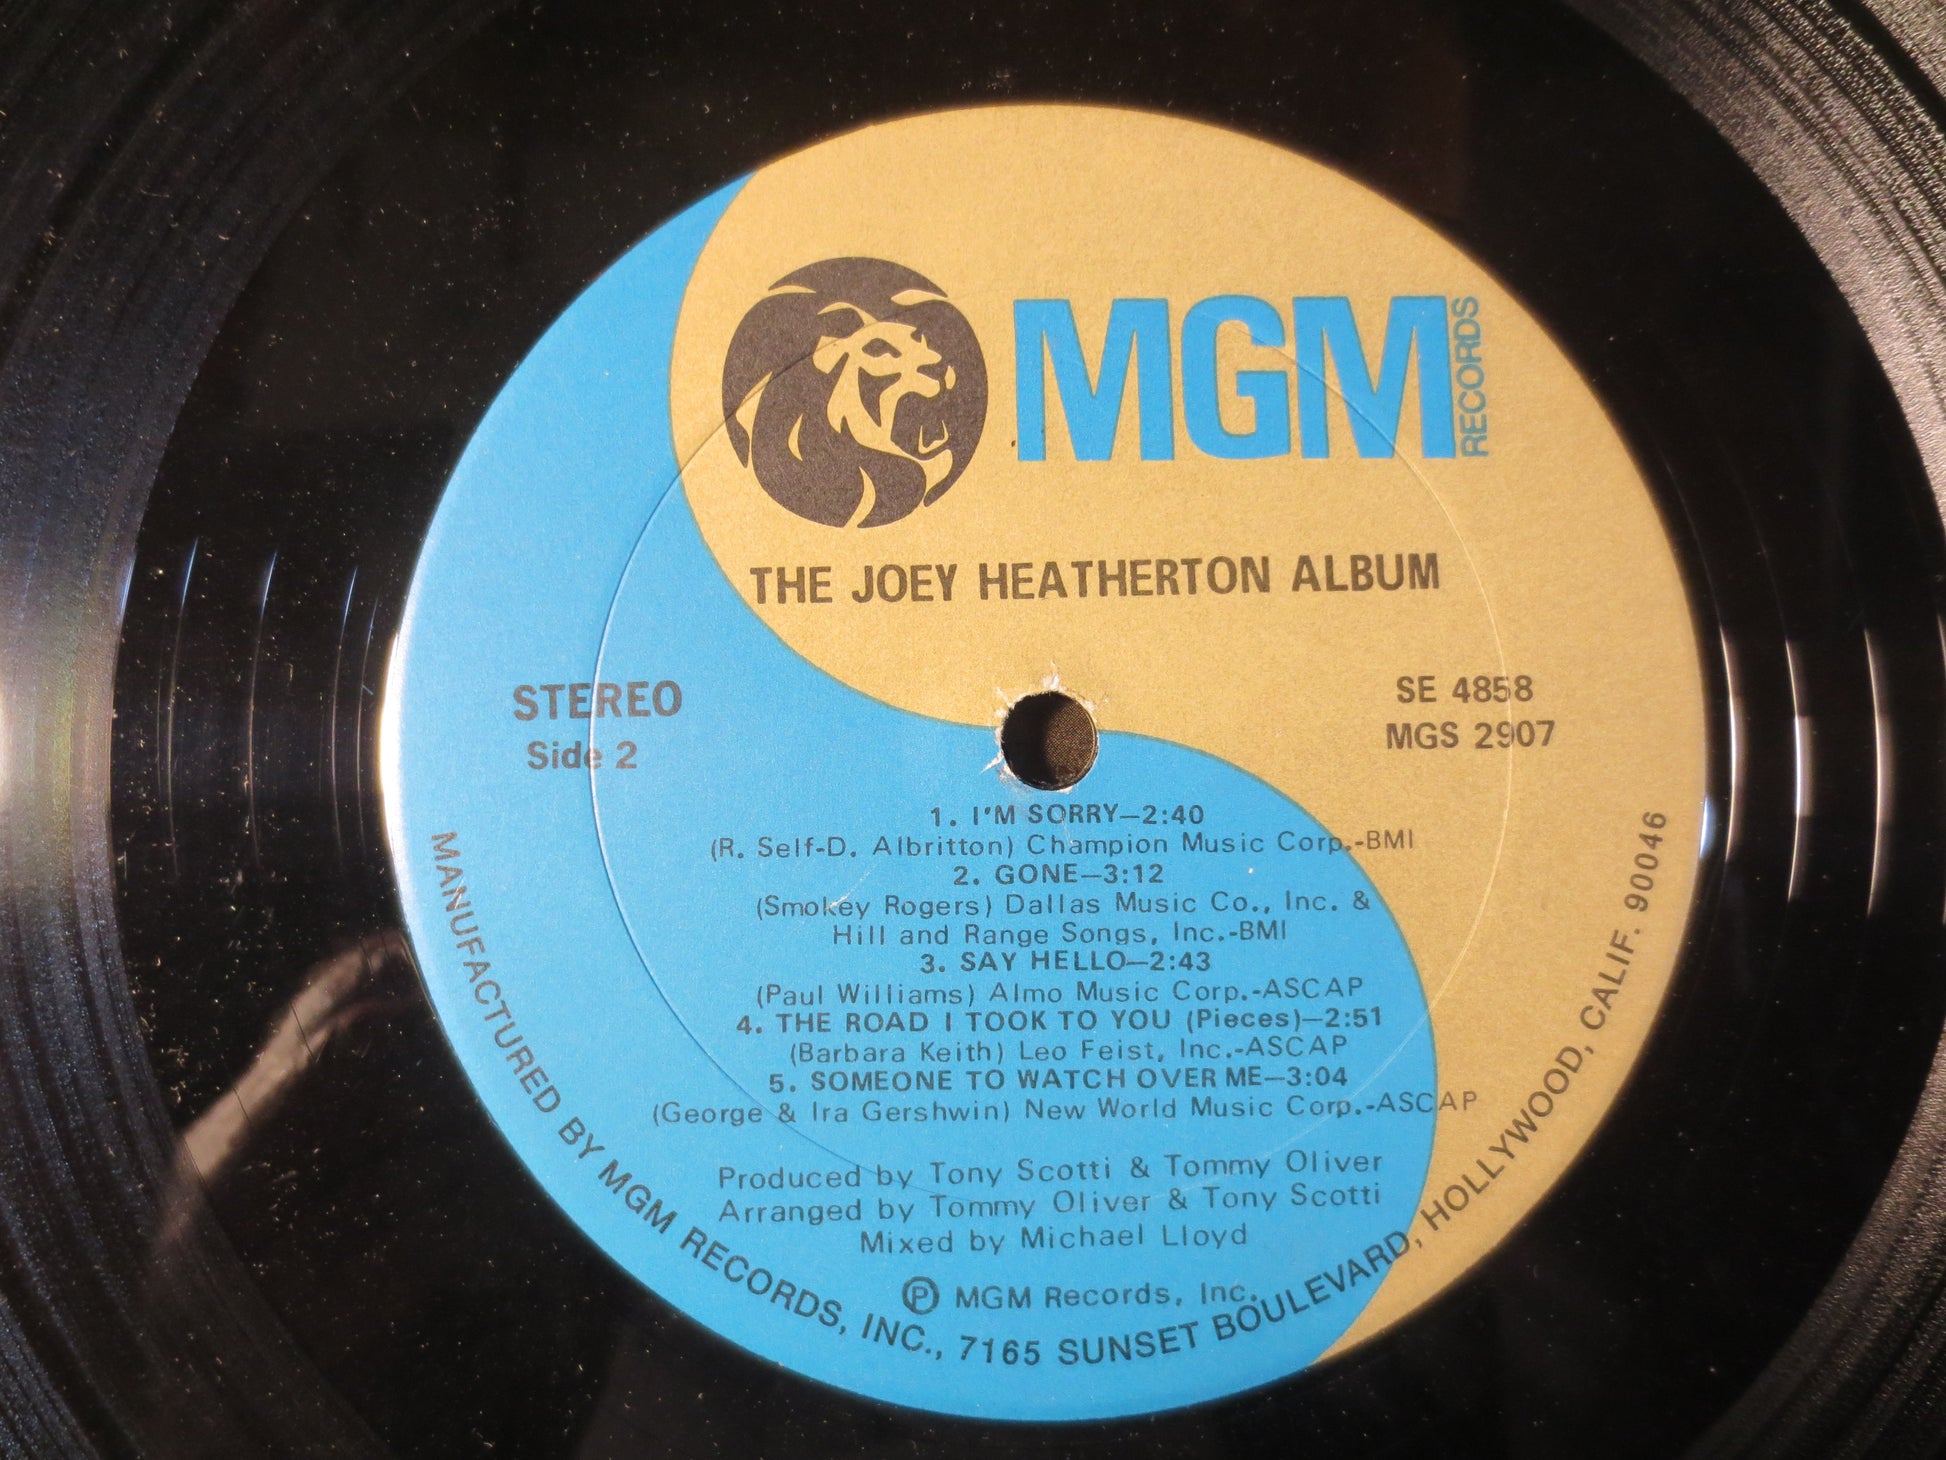 MGM RECORDS
THE JOEY HEATHERTON ALBUM
STEREO
Side 2
SE 4858
MGS 2907
1. I'M SORRY—2:40
(R. Self-D. Albritton) Champion Music Corp.-BMI
2. GONE—3:12
(Smokey Rogers) Dallas Music Co., Inc. &
Hill and Range Songs, Inc.-BMI
3. SAY HELLO—2:43
(Paul Williams) Almo Music Corp.-ASCAP
4. THE ROAD I TOOK TO YOU (Pieces)—2:51
(Barbara Keith) Leo Feist, Inc.-ASCAP
5. SOMEONE TO WATCH OVER ME—3:04
(George & Ira Gershwin) New World Music Corp.-ASCAP
Produced by Tony Scotti & Tommy Oliver
Arranged by Tommy Oliver & Tony Scotti
Mixed by Michael Lloyd
Ⓟ MGM Records, Inc.
MANUFACTURED BY MGM RECORDS, INC., 7165 SUNSET BOULEVARD, HOLLYWOOD, CALIF. 90046